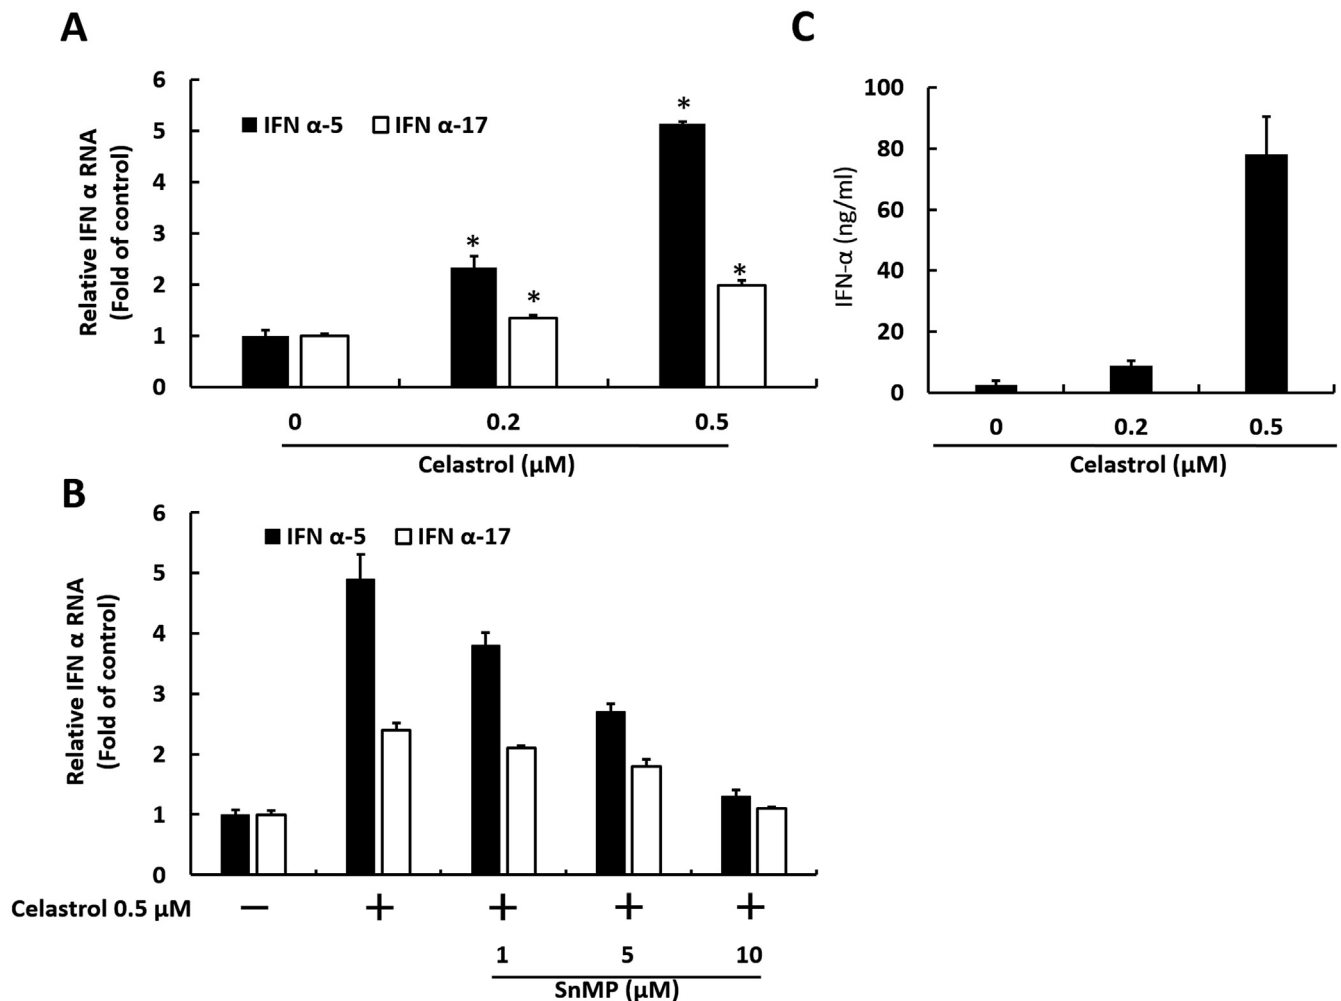 A
Relative IFN α RNA
(Fold of control)
6
5
4
3
2
1
0
IFN α-5 IFN α-17
*
*
*
*
0 0.2 0.5
Celastrol (μM)
C
IFN-α (ng/ml)
100
80
60
40
20
0
0 0.2 0.5
Celastrol (μM)
B
Relative IFN α RNA
(Fold of control)
6
5
4
3
2
1
0
IFN α-5 IFN α-17
Celastrol 0.5 μM − + + + +
1 5 10
SnMP (μM)